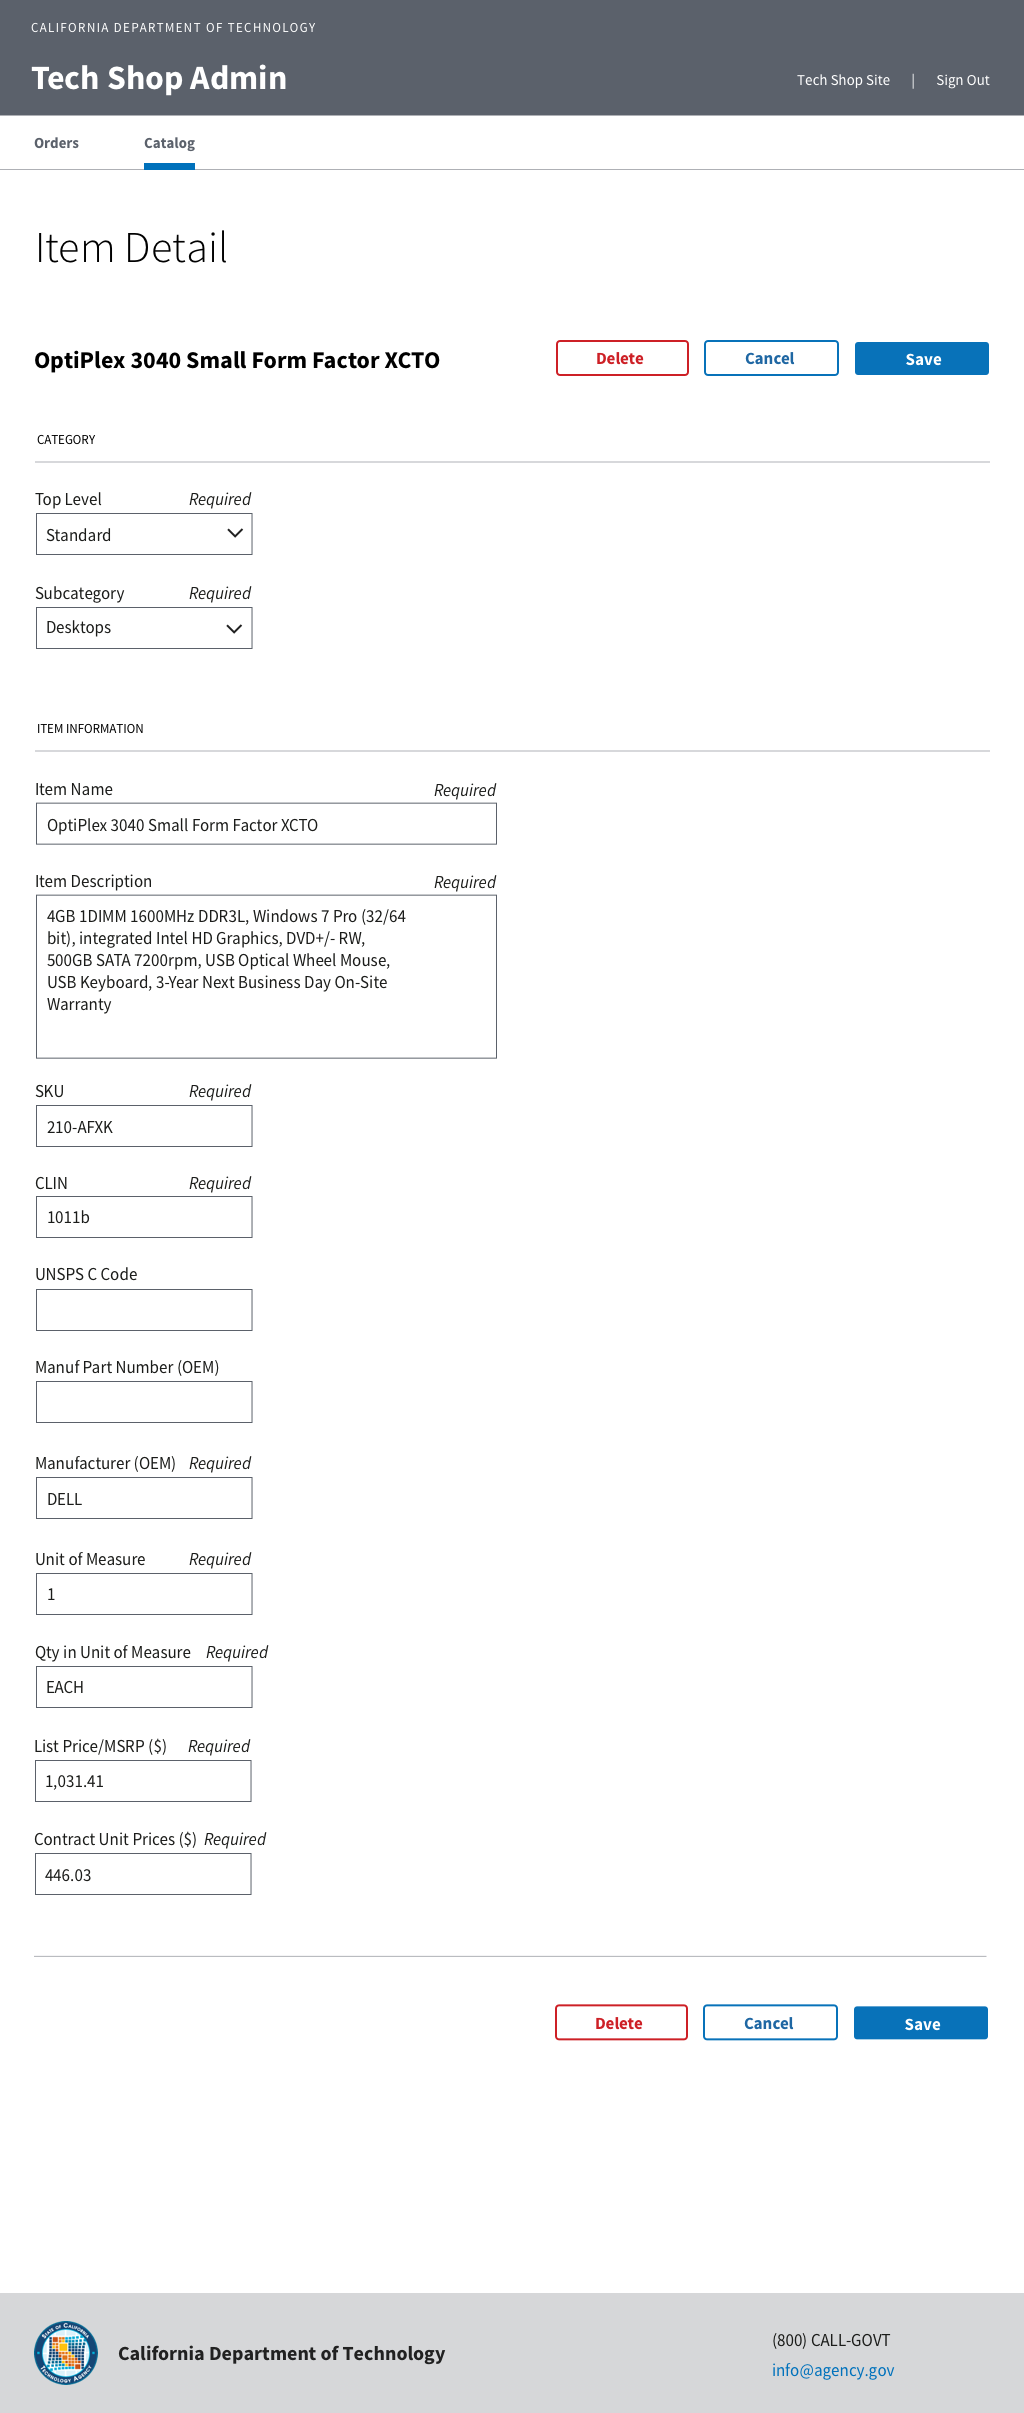 CALIFORNIA DEPARTMENT OF TECHNOLOGY
Tech Shop Admin
Tech Shop Site | Sign Out
Orders Catalog
Item Detail
OptiPlex 3040 Small Form Factor XCTO
Delete Cancel Save
CATEGORY
Top Level Required
Standard
Subcategory Required
Desktops
ITEM INFORMATION
Item Name Required
OptiPlex 3040 Small Form Factor XCTO
Item Description Required
4GB 1DIMM 1600MHz DDR3L, Windows 7 Pro (32/64
bit), integrated Intel HD Graphics, DVD+/- RW,
500GB SATA 7200rpm, USB Optical Wheel Mouse,
USB Keyboard, 3-Year Next Business Day On-Site
Warranty
SKU Required
210-AFXK
CLIN Required
1011b
UNSPS C Code
Manuf Part Number (OEM)
Manufacturer (OEM) Required
DELL
Unit of Measure Required
1
Qty in Unit of Measure Required
EACH
List Price/MSRP ($) Required
1,031.41
Contract Unit Prices ($) Required
446.03
Delete Cancel Save
STATE OF CALIFORNIA
TECHNOLOGY AGENCY
California Department of Technology
(800) CALL-GOVT
info@agency.gov